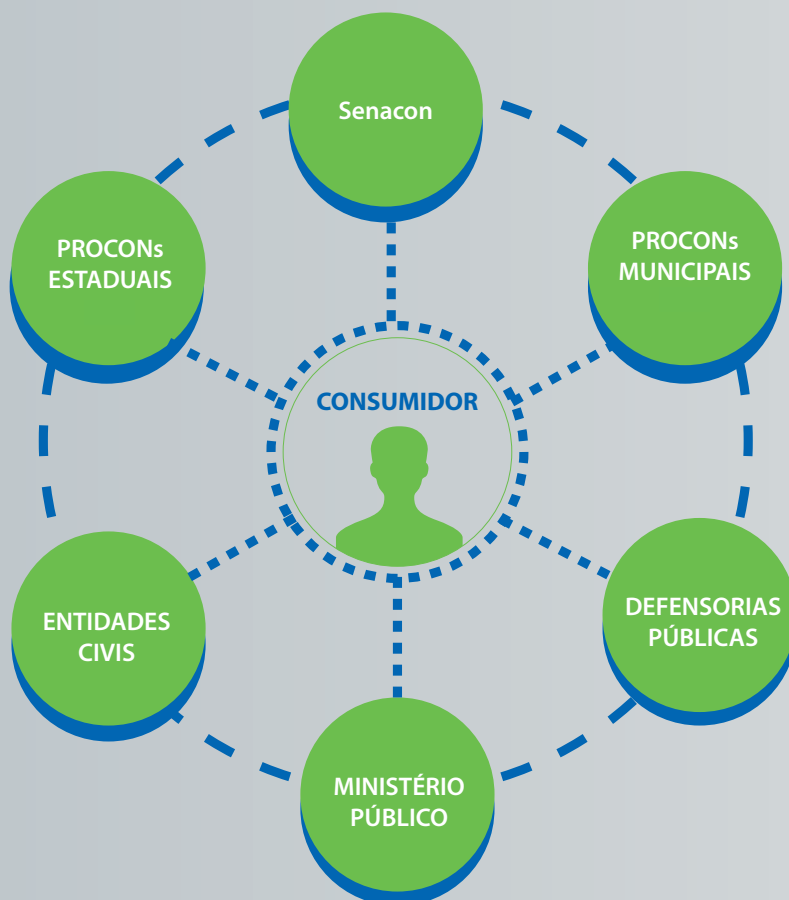 Senacon
PROCONs
ESTADUAIS
PROCONs
MUNICIPAIS
CONSUMIDOR
ENTIDADES
CIVIS
DEFENSORIAS
PÚBLICAS
MINISTÉRIO
PÚBLICO